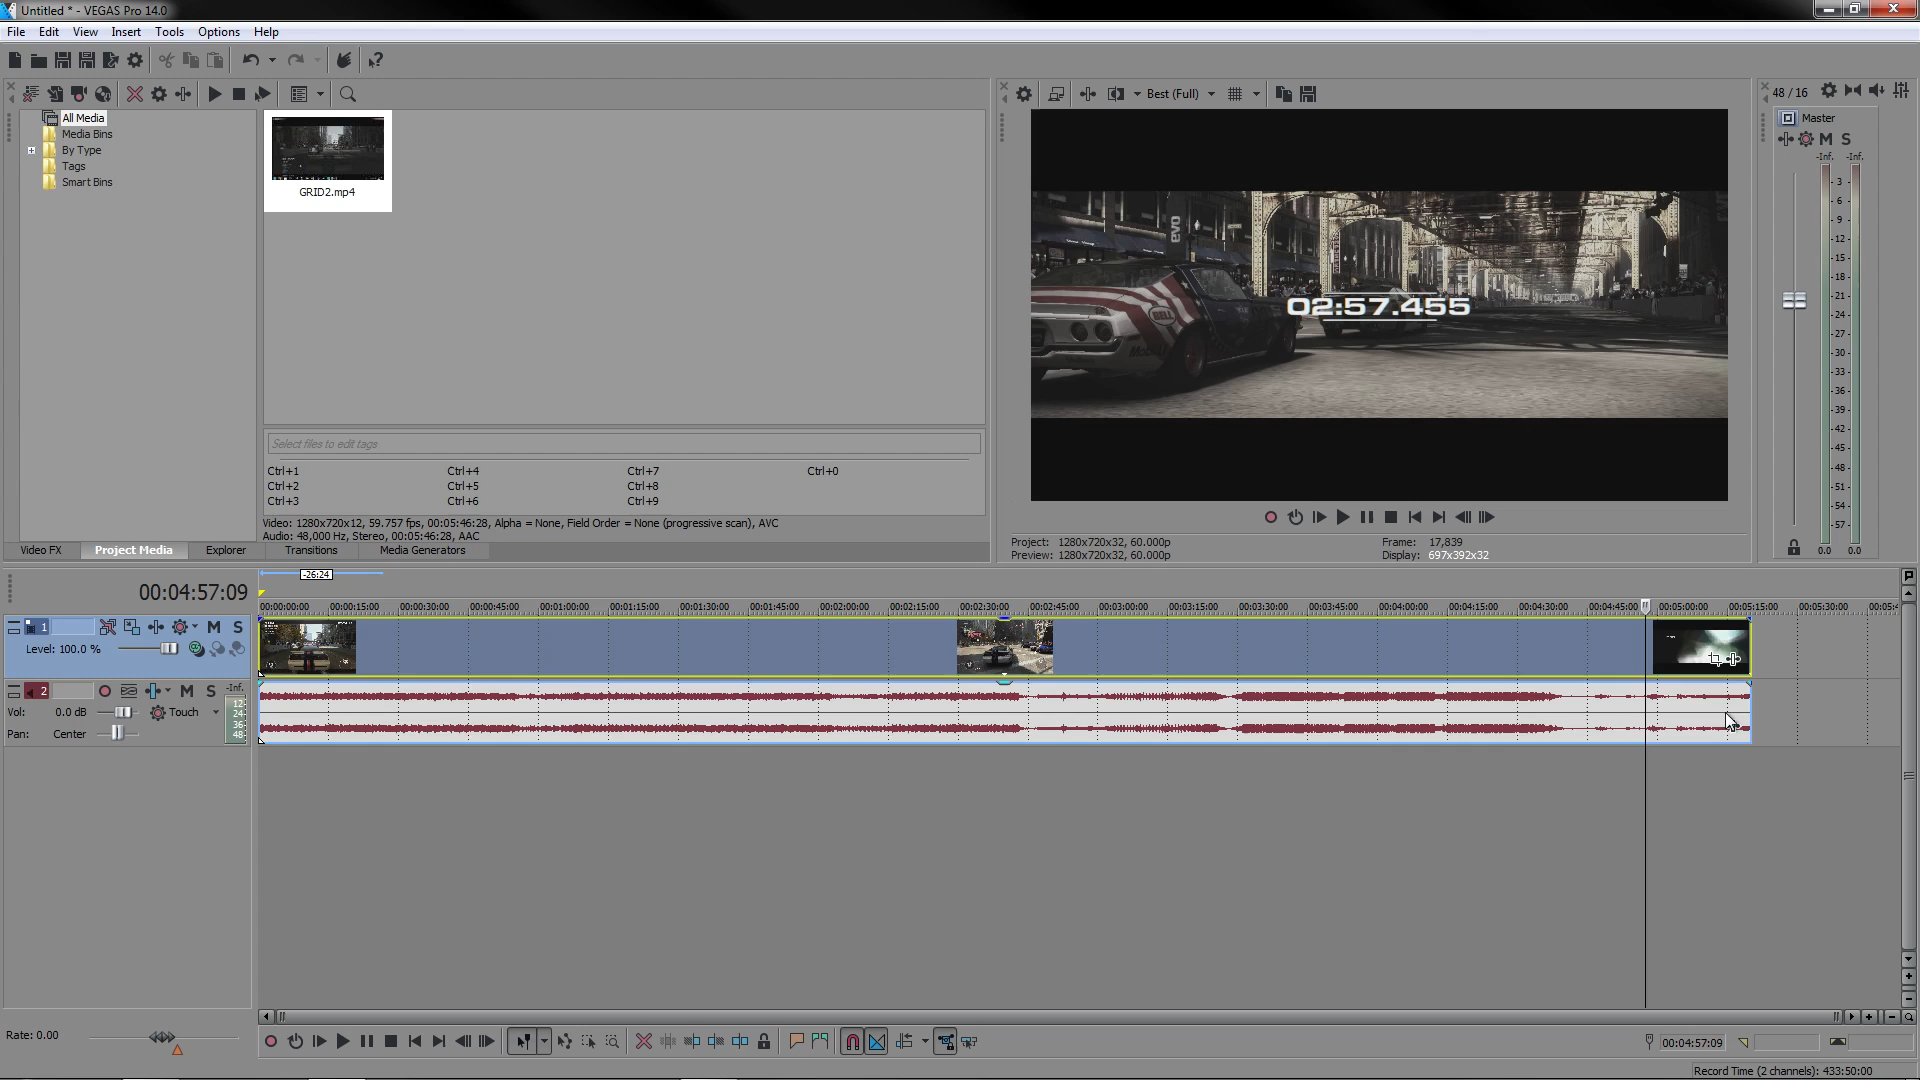 Untitled * - VEGAS Pro 14.0
File Edit View Insert Tools Options Help
All Media
Media Bins
By Type
Tags
Smart Bins
GRID2.mp4
Select files to edit tags
Ctrl+1 Ctrl+4 Ctrl+7 Ctrl+0
Ctrl+2 Ctrl+5 Ctrl+8
Ctrl+3 Ctrl+6 Ctrl+9
Video: 1280x720x12, 59.757 fps, 00:05:46:28, Alpha = None, Field Order = None (progressive scan), AVC
Audio: 48,000 Hz, Stereo, 00:05:46:28, AAC
Video FX Project Media Explorer Transitions Media Generators
Best (Full)
evo
BELL
02:57.455
Project: 1280x720x32, 60.000p
Preview: 1280x720x32, 60.000p
Frame: 17,839
Display: 697x392x32
48 / 16
Master
M S
-Inf. -Inf.
3
6
9
12
15
18
21
24
27
30
33
36
39
42
45
48
51
54
57
0.0 0.0
-26:24
00:04:57:09
00:00:00:00 00:00:15:00 00:00:30:00 00:00:45:00 00:01:00:00 00:01:15:00 00:01:30:00 00:01:45:00 00:02:00:00 00:02:15:00 00:02:30:00 00:02:45:00 00:03:00:00 00:03:15:00 00:03:30:00 00:03:45:00 00:04:00:00 00:04:15:00 00:04:30:00 00:04:45:00 00:05:00:00 00:05:15:00 00:05:30:00 00:05:4
1 M S
Level: 100.0 %
2 M S -Inf.
Vol: 0.0 dB Touch
Pan: Center
12
24
36
48
Rate: 0.00
00:04:57:09
Record Time (2 channels): 433:50:00